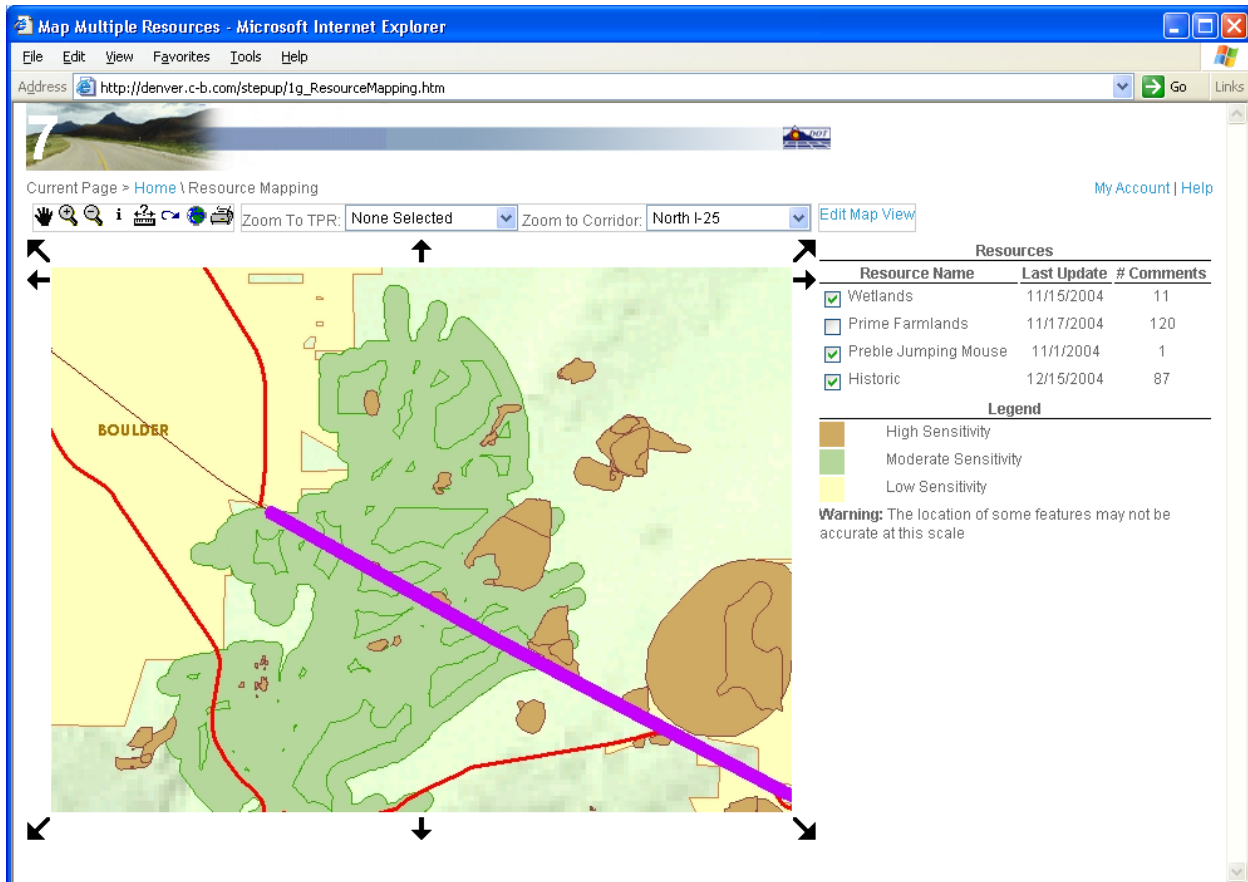 Map Multiple Resources - Microsoft Internet Explorer
File Edit View Favorites Tools Help
Address http://denver.c-b.com/stepup/1g_ResourceMapping.htm Go Links
7
DOT
Current Page > Home \ Resource Mapping My Account | Help
i Zoom To TPR: None Selected Zoom to Corridor: North I-25 Edit Map View
Resources
Resource Name Last Update # Comments
Wetlands 11/15/2004 11
Prime Farmlands 11/17/2004 120
Preble Jumping Mouse 11/1/2004 1
Historic 12/15/2004 87
BOULDER
Legend
High Sensitivity
Moderate Sensitivity
Low Sensitivity
Warning: The location of some features may not be
accurate at this scale